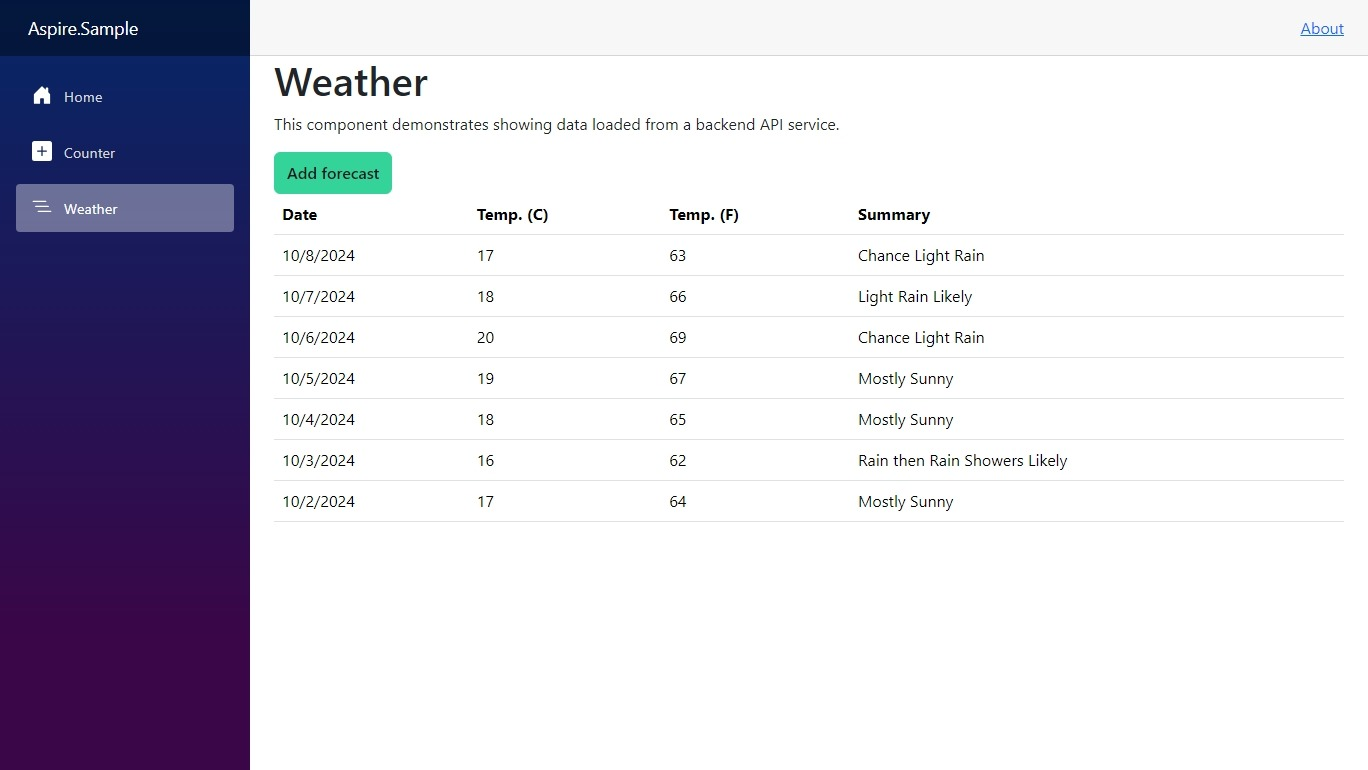 Aspire.Sample
About
Home
Counter
Weather
Weather
This component demonstrates showing data loaded from a backend API service.
Add forecast
Date Temp. (C) Temp. (F) Summary
10/8/2024 17 63 Chance Light Rain
10/7/2024 18 66 Light Rain Likely
10/6/2024 20 69 Chance Light Rain
10/5/2024 19 67 Mostly Sunny
10/4/2024 18 65 Mostly Sunny
10/3/2024 16 62 Rain then Rain Showers Likely
10/2/2024 17 64 Mostly Sunny